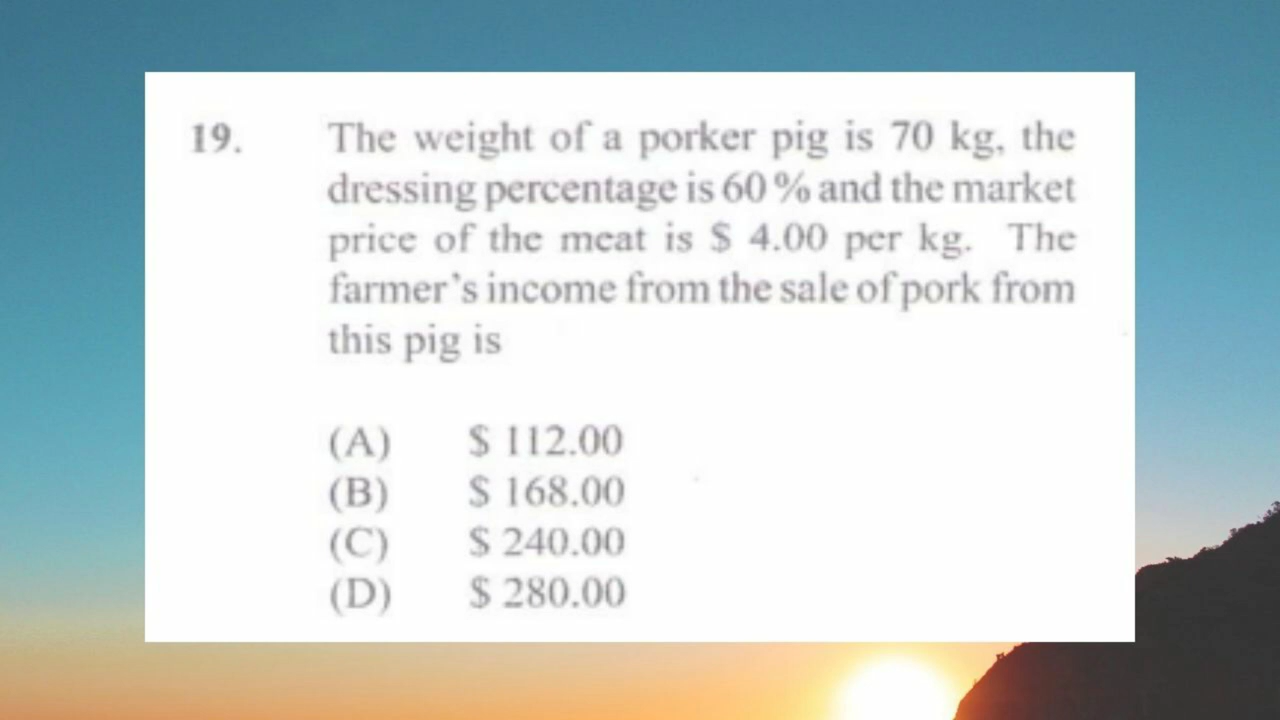 19. The weight of a porker pig is 70 kg, the
dressing percentage is 60 % and the market
price of the meat is $ 4.00 per kg. The
farmer's income from the sale of pork from
this pig is
(A) $ 112.00
(B) $ 168.00
(C) $ 240.00
(D) $ 280.00